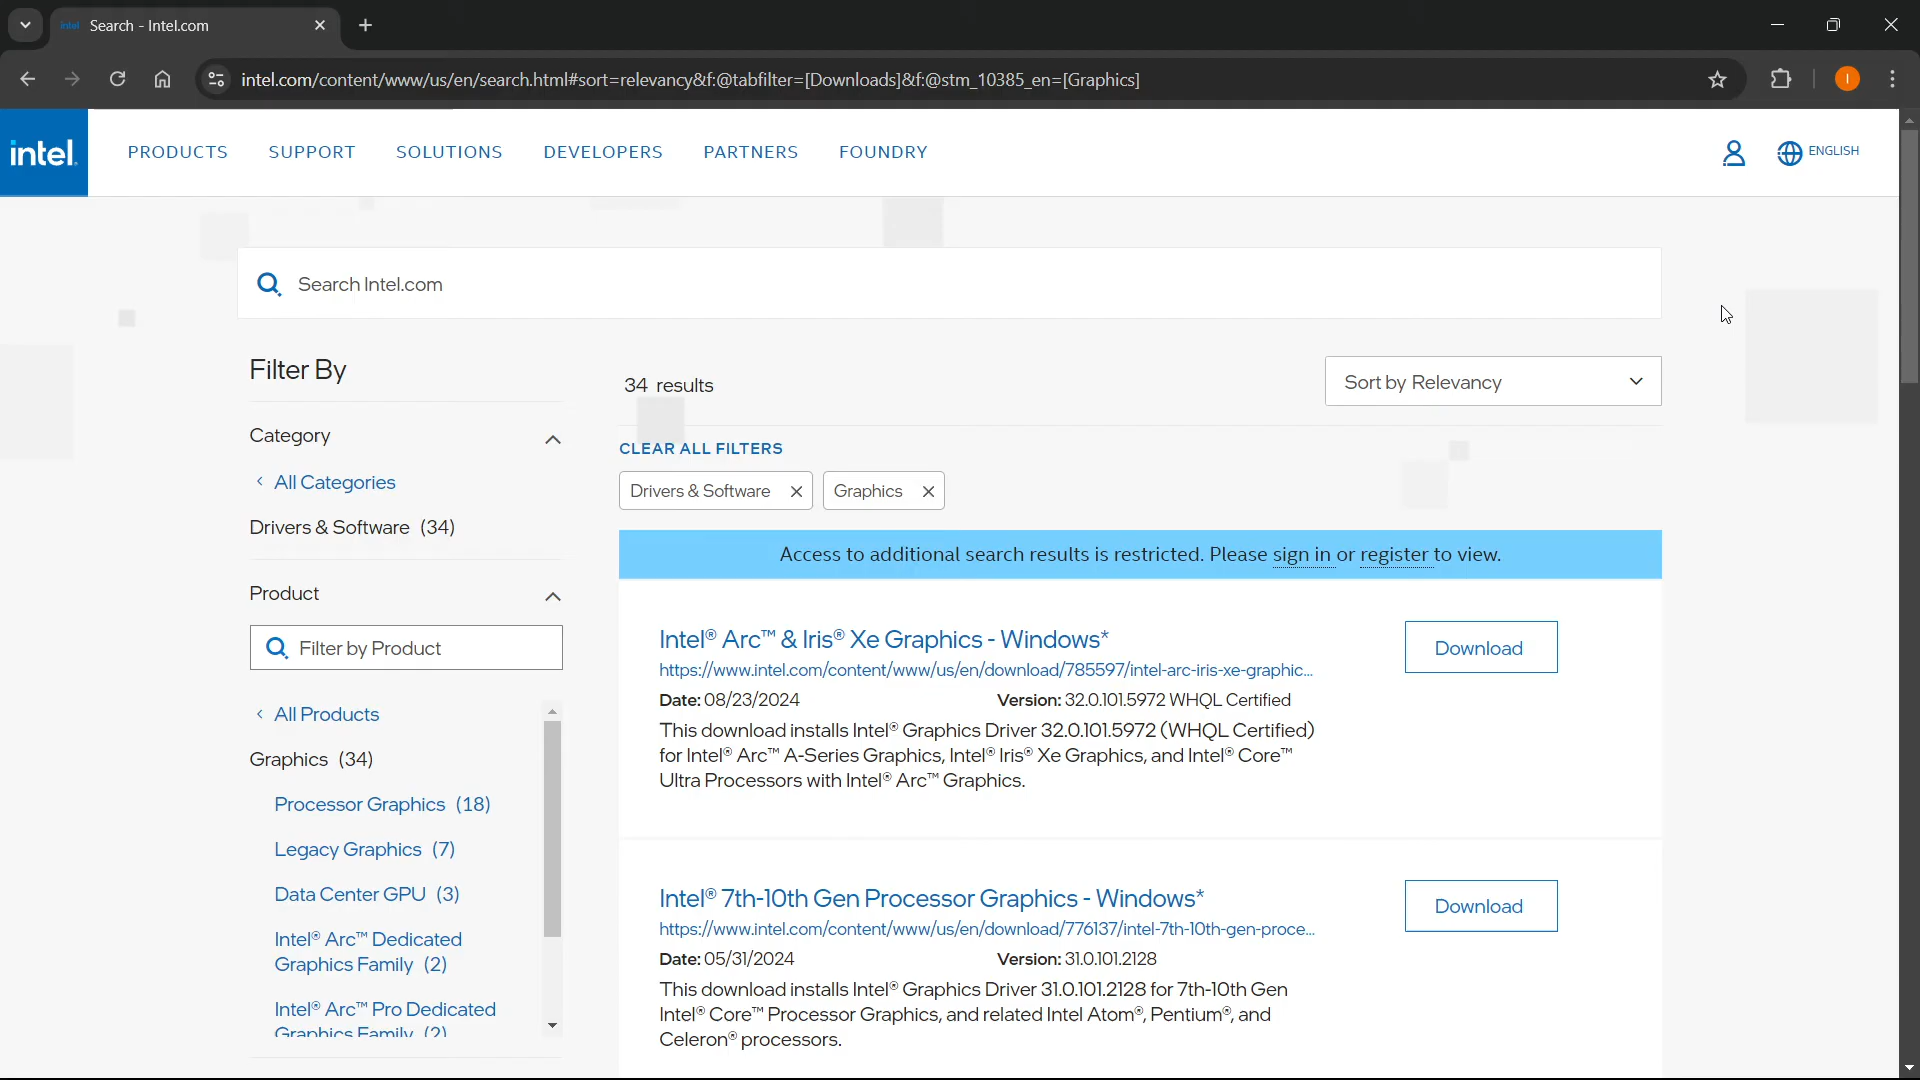 intel Search - Intel.com
intel.com/content/www/us/en/search.html#sort=relevancy&f:@tabfilter=[Downloads]&f:@stm_10385_en=[Graphics]
I
intel.
PRODUCTS SUPPORT SOLUTIONS DEVELOPERS PARTNERS FOUNDRY
ENGLISH
Search Intel.com
Filter By
Category
All Categories
Drivers & Software (34)
Product
Filter by Product
All Products
Graphics (34)
Processor Graphics (18)
Legacy Graphics (7)
Data Center GPU (3)
Intel® Arc™ Dedicated
Graphics Family (2)
Intel® Arc™ Pro Dedicated
Graphics Family (2)
34 results
Sort by Relevancy
CLEAR ALL FILTERS
Drivers & Software
Graphics
Access to additional search results is restricted. Please sign in or register to view.
Intel® Arc™ & Iris® Xe Graphics - Windows*
Download
https://www.intel.com/content/www/us/en/download/785597/intel-arc-iris-xe-graphic...
Date: 08/23/2024 Version: 32.0.101.5972 WHQL Certified
This download installs Intel® Graphics Driver 32.0.101.5972 (WHQL Certified)
for Intel® Arc™ A-Series Graphics, Intel® Iris® Xe Graphics, and Intel® Core™
Ultra Processors with Intel® Arc™ Graphics.
Intel® 7th-10th Gen Processor Graphics - Windows*
Download
https://www.intel.com/content/www/us/en/download/776137/intel-7th-10th-gen-proce...
Date: 05/31/2024 Version: 31.0.101.2128
This download installs Intel® Graphics Driver 31.0.101.2128 for 7th-10th Gen
Intel® Core™ Processor Graphics, and related Intel Atom®, Pentium®, and
Celeron® processors.